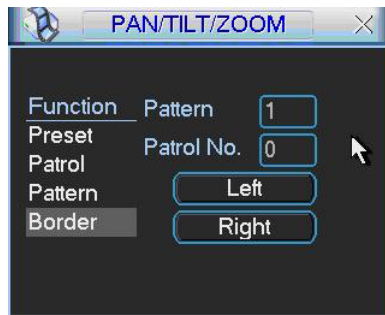 PAN/TILT/ZOOM
Function Pattern 1
Preset
Patrol No. 0
Patrol
Pattern
Left
Border
Right